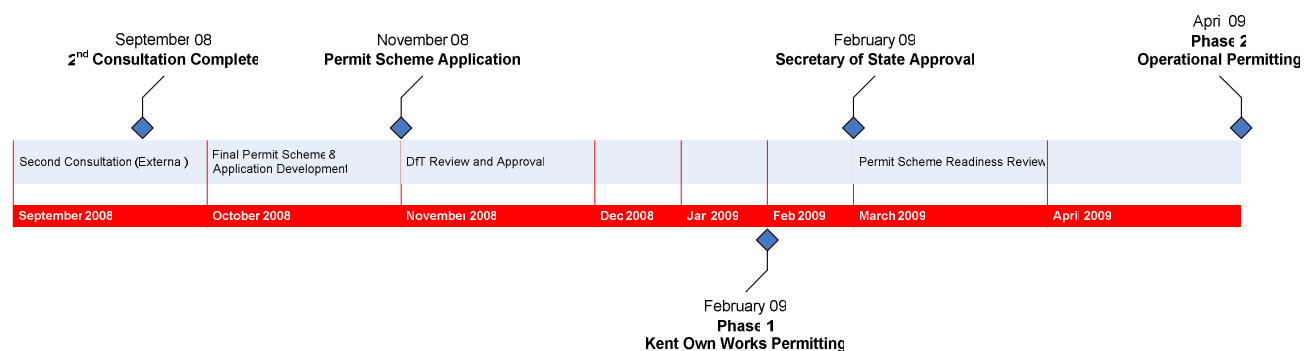 April 09
Phase 2
Operational Permitting
September 08
2nd Consultation Complete
November 08
Permit Scheme Application
February 09
Secretary of State Approval
Second Consultation (External)
Final Permit Scheme &
Application Development
DfT Review and Approval
Permit Scheme Readiness Review
September 2008
October 2008
November 2008
Dec 2008
Jan 2009
Feb 2009
March 2009
April 2009
February 09
Phase 1
Kent Own Works Permitting